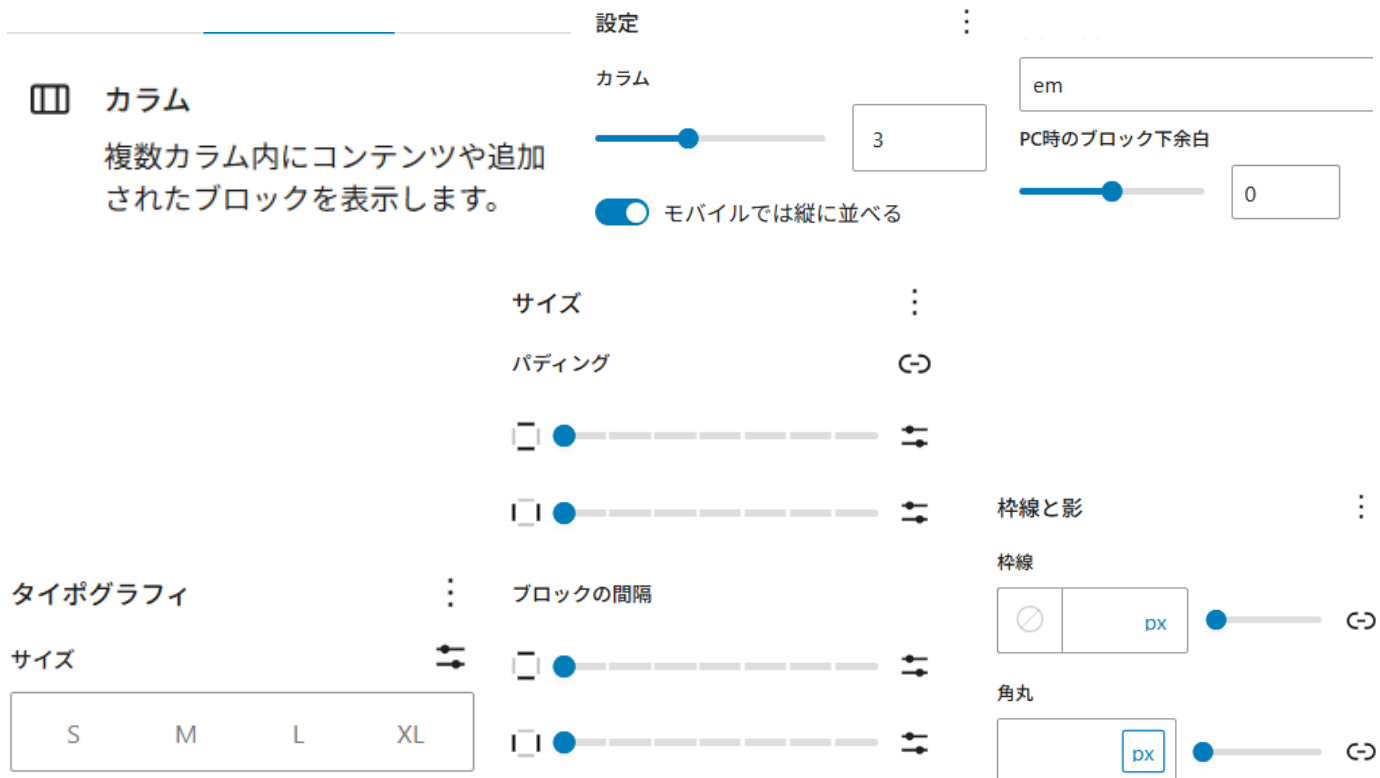 カラム
複数カラム内にコンテンツや追加
されたブロックを表示します。
設定
カラム
3
モバイルでは縦に並べる
em
PC時のブロック下余白
0
サイズ
パディング
ブロックの間隔
タイポグラフィ
サイズ
S M L XL
枠線と影
枠線
px
角丸
px